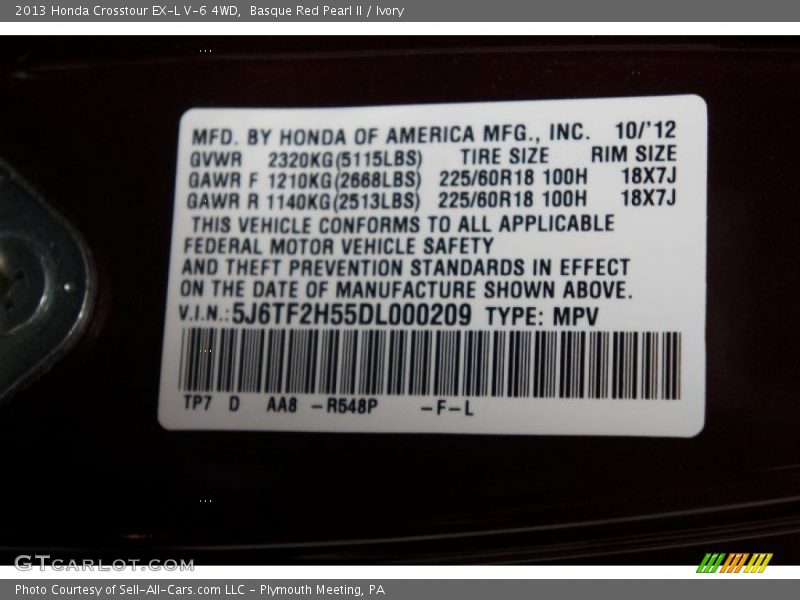 2013 Honda Crosstour EX-L V-6 4WD,  Basque Red Pearl II / Ivory
MFD. BY HONDA OF AMERICA MFG., INC.  10/'12
GVWR  2320KG(5115LBS)  TIRE SIZE  RIM SIZE
GAWR F 1210KG(2668LBS)  225/60R18 100H  18X7J
GAWR R 1140KG(2513LBS)  225/60R18 100H  18X7J
THIS VEHICLE CONFORMS TO ALL APPLICABLE
FEDERAL MOTOR VEHICLE SAFETY
AND THEFT PREVENTION STANDARDS IN EFFECT
ON THE DATE OF MANUFACTURE SHOWN ABOVE.
V.I.N.:5J6TF2H55DL000209  TYPE: MPV
TP7  D  AA8  -R548P  -F-L
GTCARLOT.COM
Photo Courtesy of Sell-All-Cars.com LLC - Plymouth Meeting, PA